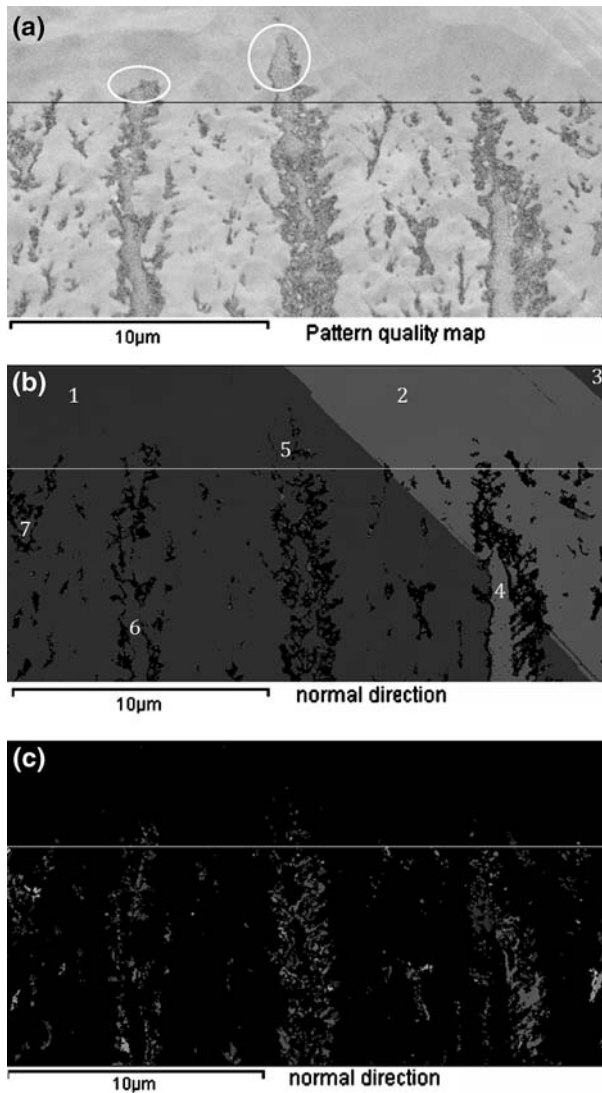 (a)
10μm Pattern quality map
(b)
1 2 3
5
7
4
6
10μm normal direction
(c)
10μm normal direction